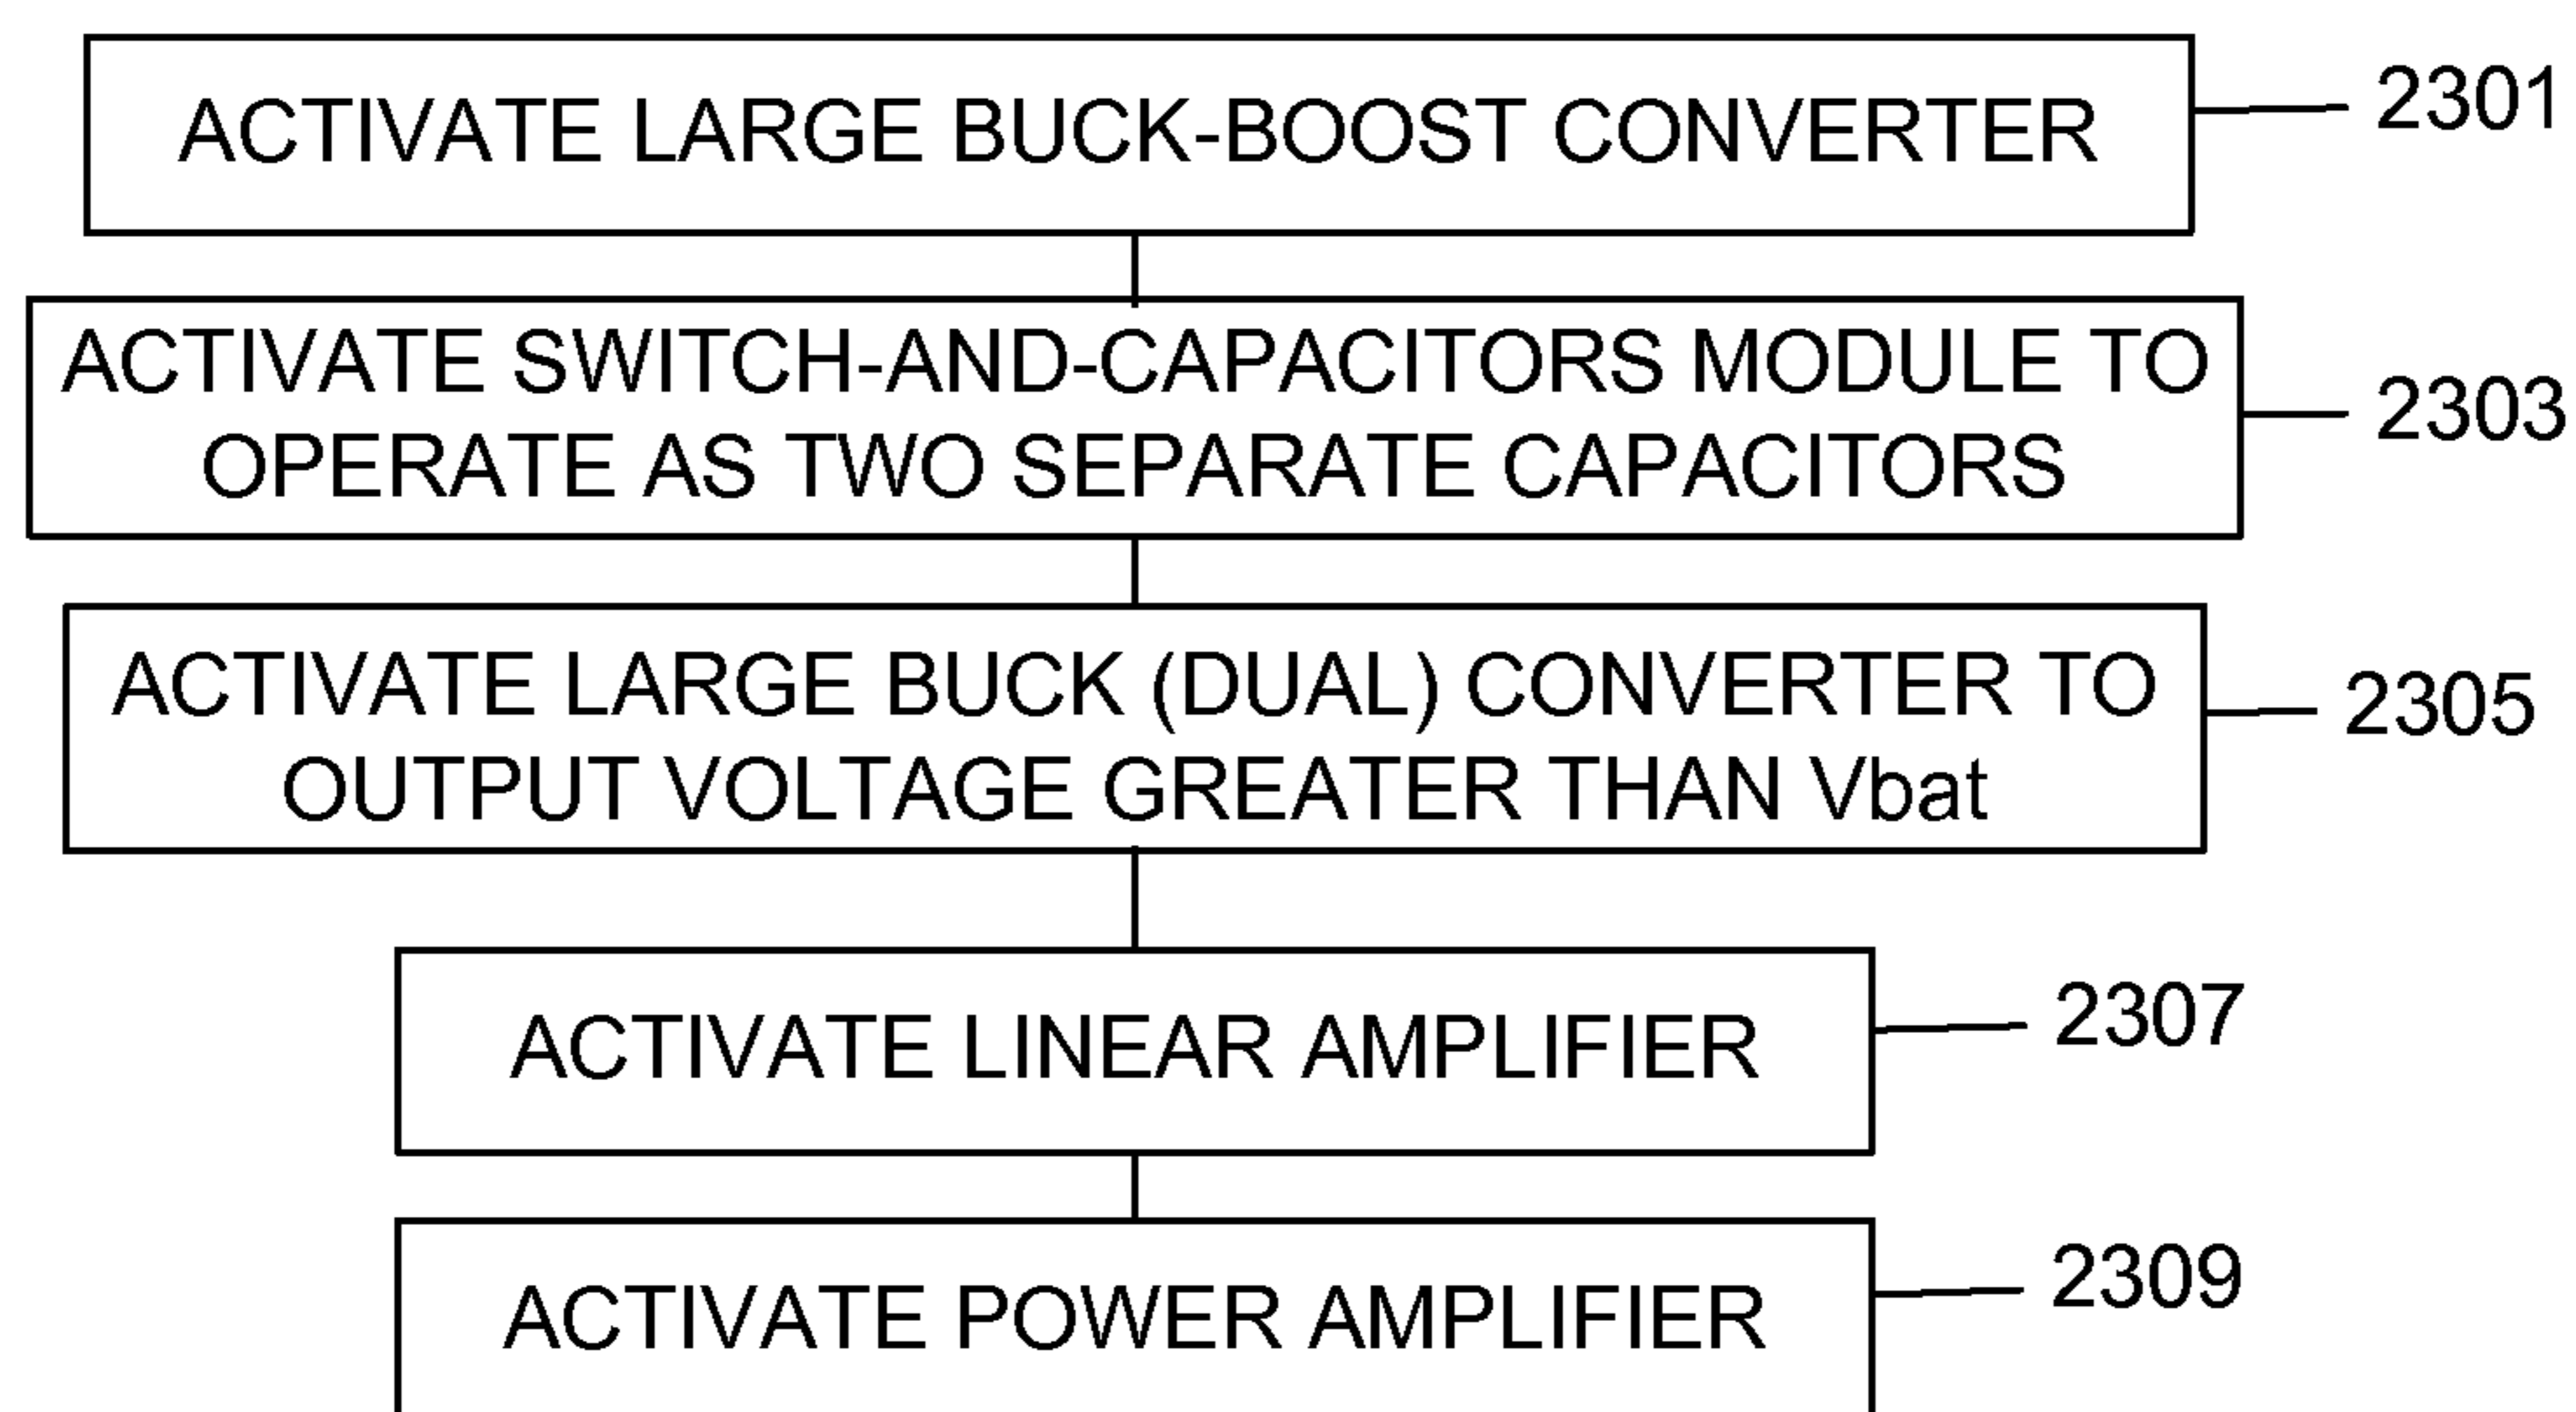 ACTIVATE LARGE BUCK-BOOST CONVERTER
2301
ACTIVATE SWITCH-AND-CAPACITORS MODULE TO
OPERATE AS TWO SEPARATE CAPACITORS
2303
ACTIVATE LARGE BUCK (DUAL) CONVERTER TO
OUTPUT VOLTAGE GREATER THAN Vbat
2305
ACTIVATE LINEAR AMPLIFIER
2307
ACTIVATE POWER AMPLIFIER
2309